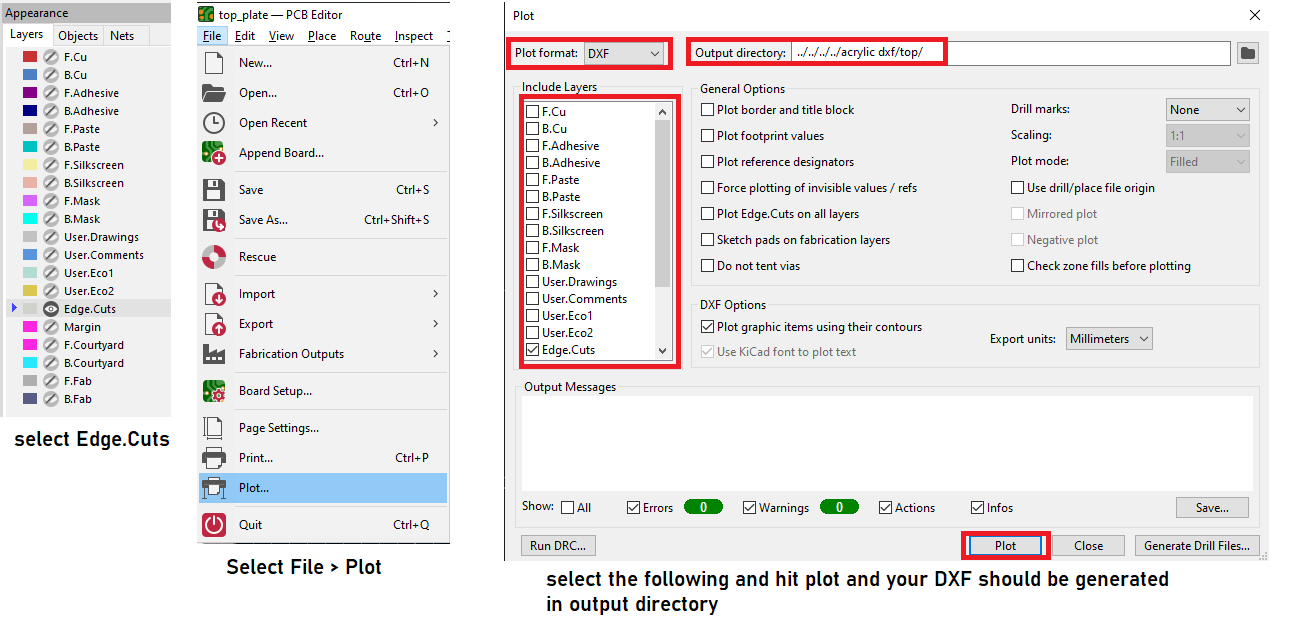 Appearance
Layers Objects Nets
F.Cu
B.Cu
F.Adhesive
B.Adhesive
F.Paste
B.Paste
F.Silkscreen
B.Silkscreen
F.Mask
B.Mask
User.Drawings
User.Comments
User.Eco1
User.Eco2
Edge.Cuts
Margin
F.Courtyard
B.Courtyard
F.Fab
B.Fab
select Edge.Cuts
top_plate — PCB Editor
File Edit View Place Route Inspect
New... Ctrl+N
Open... Ctrl+O
Open Recent
Append Board...
Save Ctrl+S
Save As... Ctrl+Shift+S
Rescue
Import
Export
Fabrication Outputs
Board Setup...
Page Settings...
Print... Ctrl+P
Plot...
Quit Ctrl+Q
Select File > Plot
Plot
Plot format: DXF
Output directory: ../../../../acrylic dxf/top/
Include Layers
F.Cu
B.Cu
F.Adhesive
B.Adhesive
F.Paste
B.Paste
F.Silkscreen
B.Silkscreen
F.Mask
B.Mask
User.Drawings
User.Comments
User.Eco1
User.Eco2
Edge.Cuts
General Options
Plot border and title block
Plot footprint values
Plot reference designators
Force plotting of invisible values / refs
Plot Edge.Cuts on all layers
Sketch pads on fabrication layers
Do not tent vias
Drill marks: None
Scaling: 1:1
Plot mode: Filled
Use drill/place file origin
Mirrored plot
Negative plot
Check zone fills before plotting
DXF Options
Plot graphic items using their contours
Use KiCad font to plot text
Export units: Millimeters
Output Messages
Show: All Errors 0 Warnings 0 Actions Infos Save...
Run DRC... Plot Close Generate Drill Files...
select the following and hit plot and your DXF should be generated
in output directory